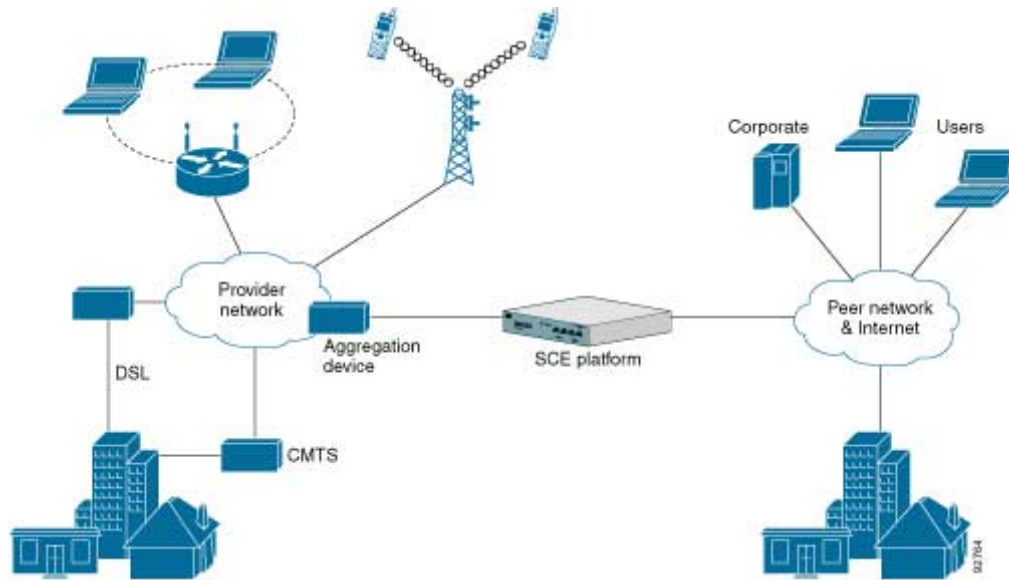 Corporate
Users
Provider
network
Peer network
& Internet
Aggregation
device
SCE platform
DSL
CMTS
92764